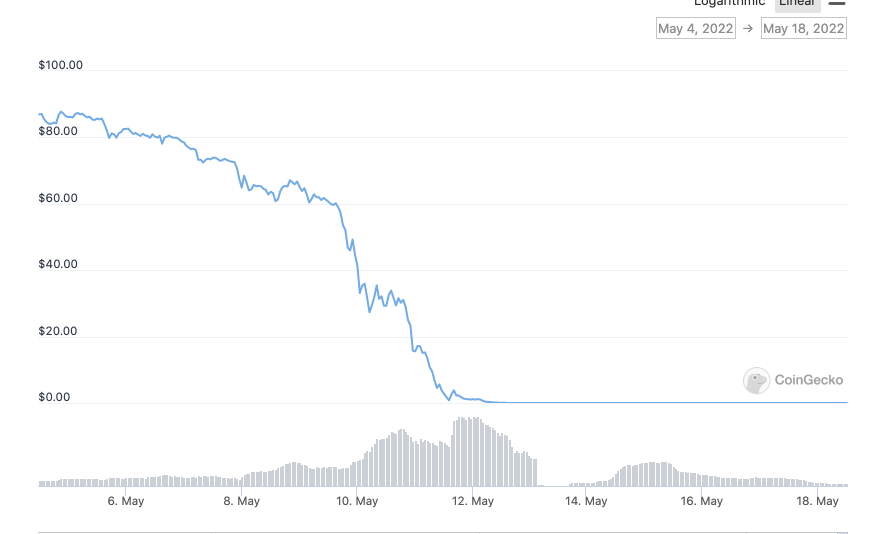 Logarithmic Linear
May 4, 2022 → May 18, 2022
$100.00
$80.00
$60.00
$40.00
$20.00
CoinGecko
$0.00
6. May 8. May 10. May 12. May 14. May 16. May 18. May